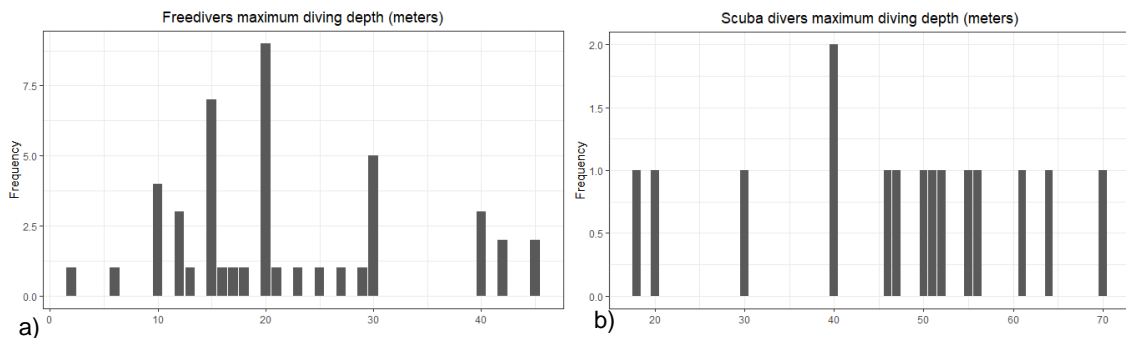 Freedivers maximum diving depth (meters)
Frequency
7.5
5.0
2.5
0.0
0 10 20 30 40
a)
Scuba divers maximum diving depth (meters)
Frequency
2.0
1.5
1.0
0.5
0.0
20 30 40 50 60 70
b)